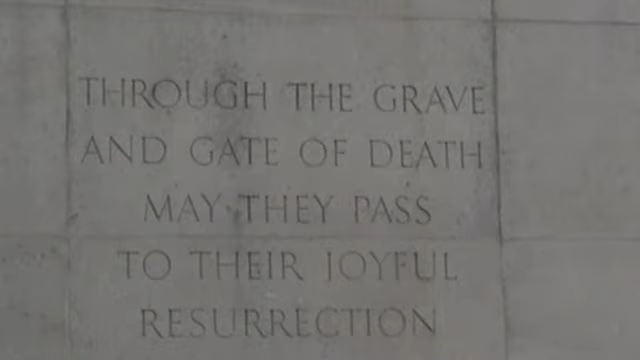 THROUGH THE GRAVE
AND GATE OF DEATH
MAY THEY PASS
TO THEIR JOYFUL
RESURRECTION